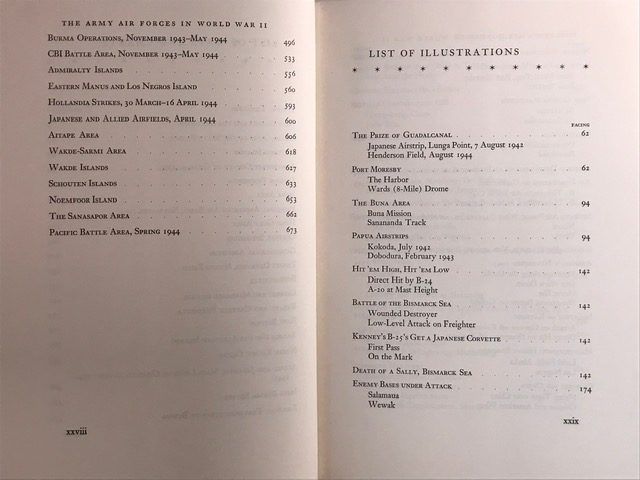 THE ARMY AIR FORCES IN WORLD WAR II
BURMA OPERATIONS, NOVEMBER 1943–MAY 1944 . . . . 496
CBI BATTLE AREA, NOVEMBER 1943–MAY 1944 . . . . 533
ADMIRALTY ISLANDS . . . . 556
EASTERN MANUS AND LOS NEGROS ISLAND . . . . 560
HOLLANDIA STRIKES, 30 MARCH–16 APRIL 1944 . . . . 593
JAPANESE AND ALLIED AIRFIELDS, APRIL 1944 . . . . 600
AITAPE AREA . . . . 606
WAKDE-SARMI AREA . . . . 618
WAKDE ISLANDS . . . . 627
SCHOUTEN ISLANDS . . . . 633
NOEMFOOR ISLAND . . . . 653
THE SANSAPOR AREA . . . . 662
PACIFIC BATTLE AREA, SPRING 1944 . . . . 673
xxviii
LIST OF ILLUSTRATIONS
* * * * * * * * * * *
FACING
THE PRIZE OF GUADALCANAL . . . . 62
Japanese Airstrip, Lunga Point, 7 August 1942
Henderson Field, August 1944
PORT MORESBY . . . . 62
The Harbor
Wards (8-Mile) Drome
THE BUNA AREA . . . . 94
Buna Mission
Sanananda Track
PAPUA AIRSTRIPS . . . . 94
Kokoda, July 1942
Dobodura, February 1943
HIT 'EM HIGH, HIT 'EM LOW . . . . 142
Direct Hit by B-24
A-20 at Mast Height
BATTLE OF THE BISMARCK SEA . . . . 142
Wounded Destroyer
Low-Level Attack on Freighter
KENNEY'S B-25'S GET A JAPANESE CORVETTE . . . . 142
First Pass
On the Mark
DEATH OF A SALLY, BISMARCK SEA . . . . 142
ENEMY BASES UNDER ATTACK . . . . 174
Salamaua
Wewak
xxix